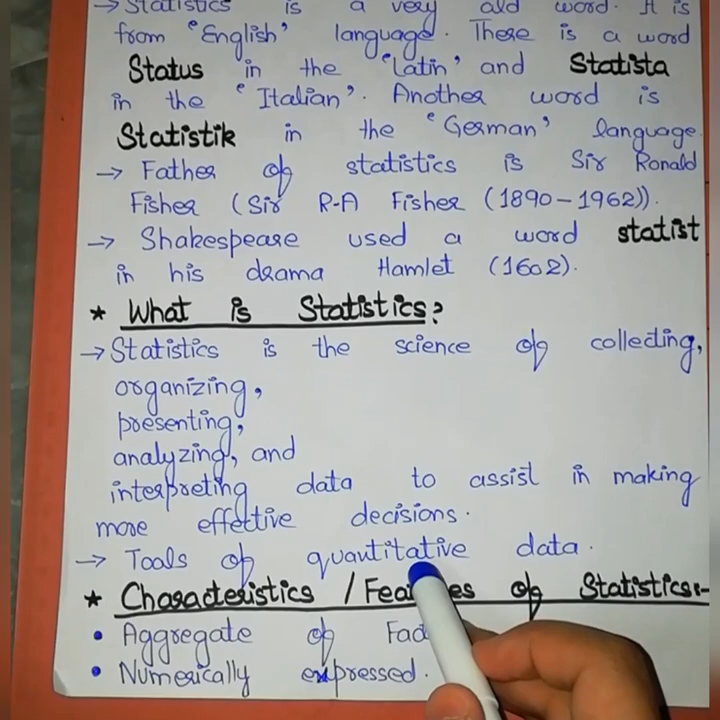 → Statistics is a very old word. It is
from "English' language. There is a word
Status in the "Latin' and Statista
in the "Italian'. Another word is
Statistik in the "German' language.
→ Father of statistics is Sir Ronald
Fisher (Sir R-A Fisher (1890-1962)).
→ Shakespeare used a word statist
in his drama Hamlet (1602).
* What is Statistics?
→ Statistics is the science of collecting,
organizing,
presenting,
analyzing, and
interpreting data to assist in making
more effective decisions.
→ Tools of quantitative data.
* Characteristics / Fea es of Statistics:-
• Aggregate of Fac
• Numerically expressed.